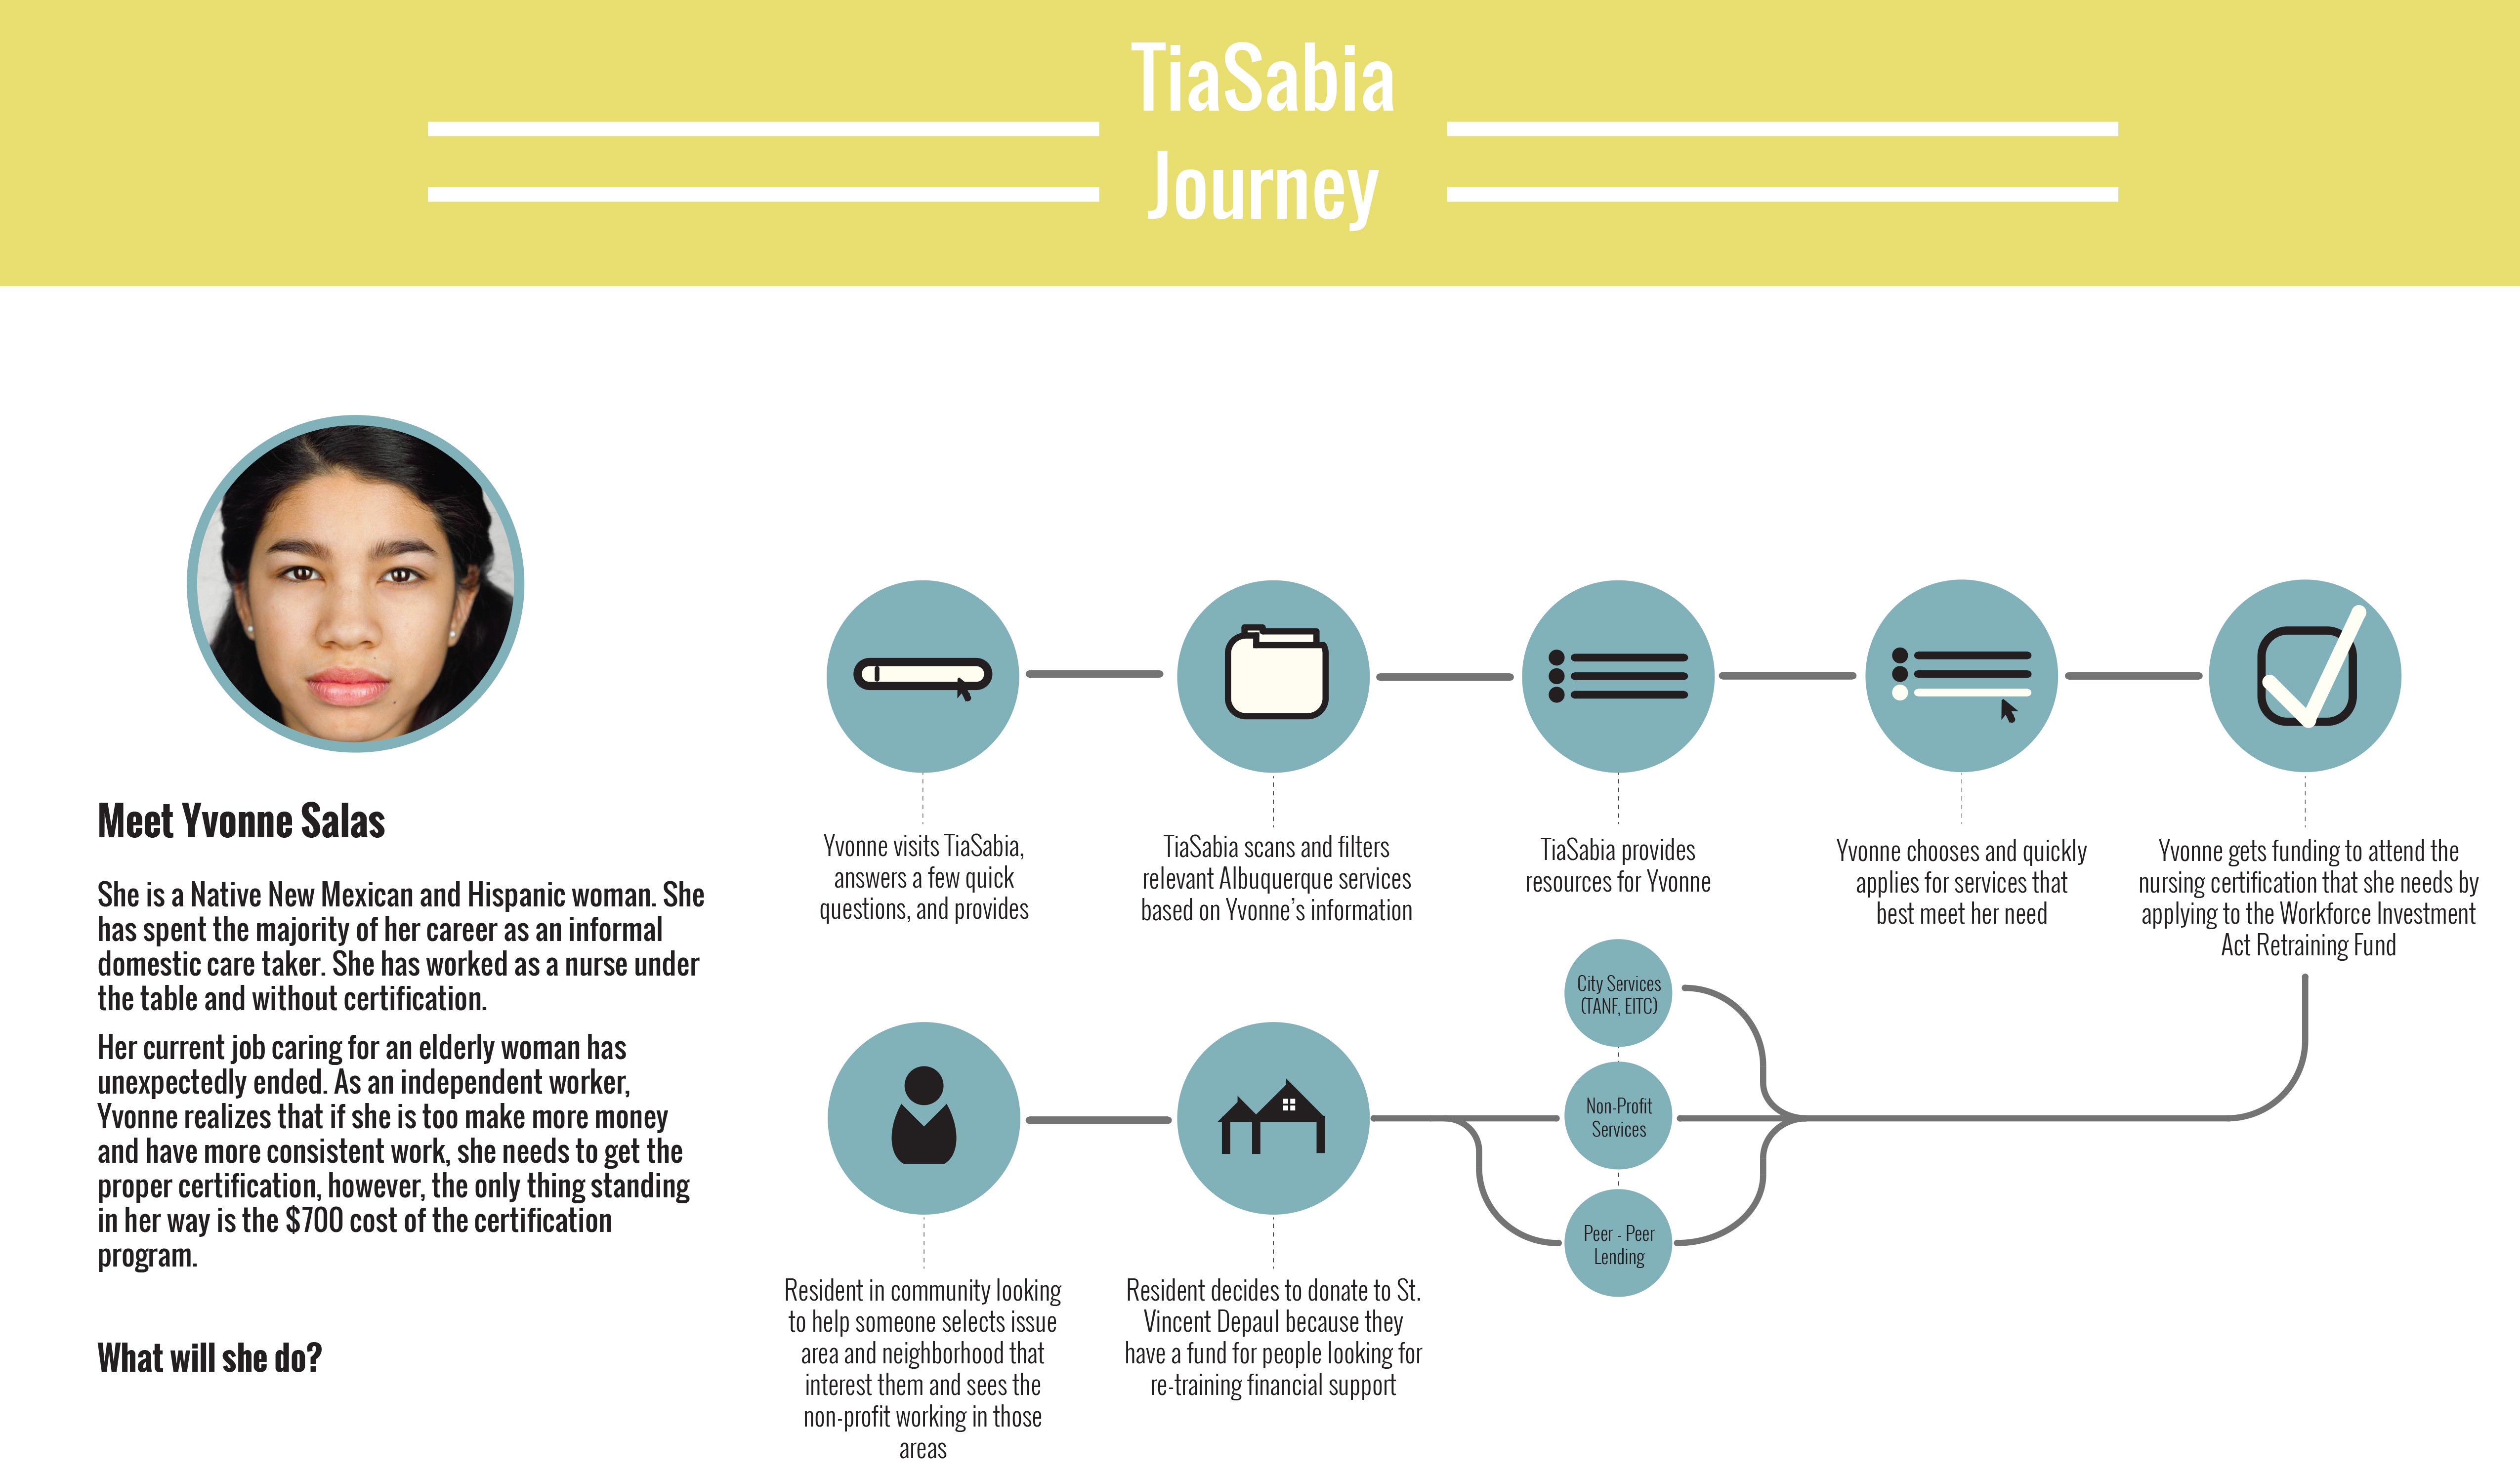 TiaSabia
Journey
Meet Yvonne Salas
She is a Native New Mexican and Hispanic woman. She
has spent the majority of her career as an informal
domestic care taker. She has worked as a nurse under
the table and without certification.
Her current job caring for an elderly woman has
unexpectedly ended. As an independent worker,
Yvonne realizes that if she is too make more money
and have more consistent work, she needs to get the
proper certification, however, the only thing standing
in her way is the $700 cost of the certification
program.
What will she do?
Yvonne visits TiaSabia,
answers a few quick
questions, and provides
TiaSabia scans and filters
relevant Albuquerque services
based on Yvonne’s information
TiaSabia provides
resources for Yvonne
Yvonne chooses and quickly
applies for services that
best meet her need
Yvonne gets funding to attend the
nursing certification that she needs by
applying to the Workforce Investment
Act Retraining Fund
City Services
(TANF, EITC)
Non-Profit
Services
Peer - Peer
Lending
Resident in community looking
to help someone selects issue
area and neighborhood that
interest them and sees the
non-profit working in those
areas
Resident decides to donate to St.
Vincent Depaul because they
have a fund for people looking for
re-training financial support